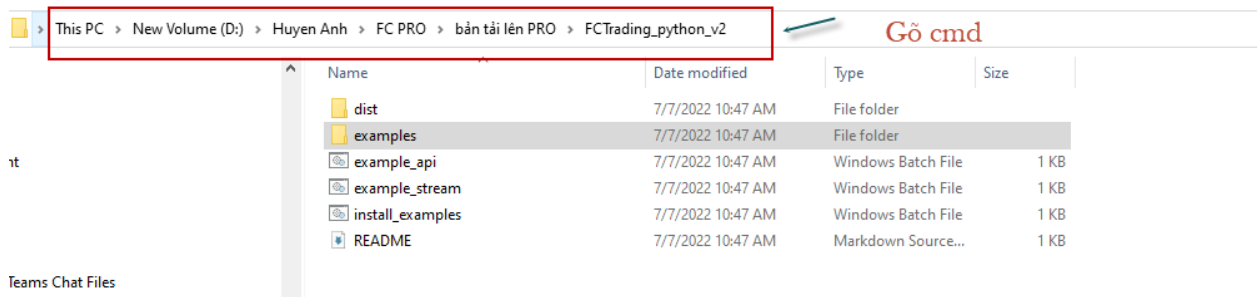 This PC > New Volume (D:) > Huyen Anh > FC PRO > bản tải lên PRO > FCTrading_python_v2
Gõ cmd
Name Date modified Type Size
dist 7/7/2022 10:47 AM File folder
examples 7/7/2022 10:47 AM File folder
nt example_api 7/7/2022 10:47 AM Windows Batch File 1 KB
example_stream 7/7/2022 10:47 AM Windows Batch File 1 KB
install_examples 7/7/2022 10:47 AM Windows Batch File 1 KB
README 7/7/2022 10:47 AM Markdown Source... 1 KB
Teams Chat Files